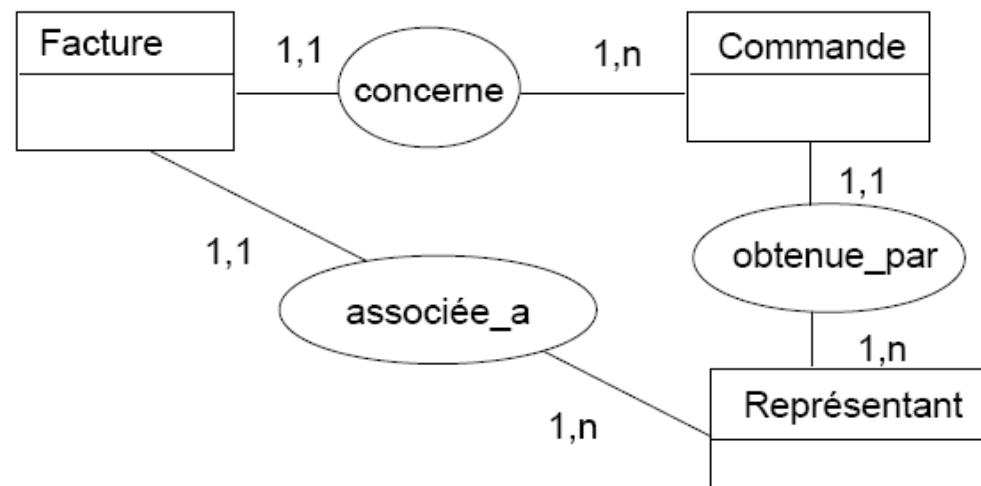 Facture
1,1
concerne
1,n
Commande
1,1
obtenue_par
1,n
Représentant
1,1
associée_a
1,n